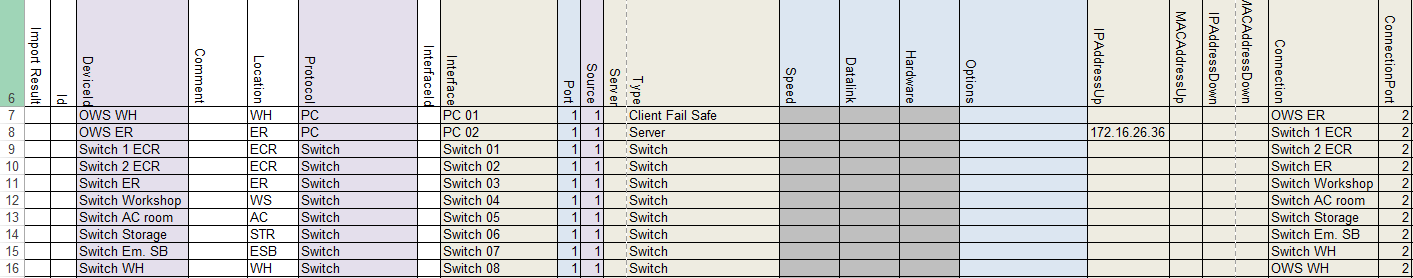 6 Import Result Id DeviceId Comment Location Protocol InterfaceId Interface Port Source Server Type Speed Datalink Hardware Options IPAddressUp MACAddressUp IPAddressDown MACAddressDown Connection ConnectionPort
7 OWS WH WH PC PC 01 1 1 Client Fail Safe OWS ER 2
8 OWS ER ER PC PC 02 1 1 Server 172.16.26.36 Switch 1 ECR 2
9 Switch 1 ECR ECR Switch Switch 01 1 1 Switch Switch 2 ECR 2
10 Switch 2 ECR ECR Switch Switch 02 1 1 Switch Switch ER 2
11 Switch ER ER Switch Switch 03 1 1 Switch Switch Workshop 2
12 Switch Workshop WS Switch Switch 04 1 1 Switch Switch AC room 2
13 Switch AC room AC Switch Switch 05 1 1 Switch Switch Storage 2
14 Switch Storage STR Switch Switch 06 1 1 Switch Switch Em. SB 2
15 Switch Em. SB ESB Switch Switch 07 1 1 Switch Switch WH 2
16 Switch WH WH Switch Switch 08 1 1 Switch OWS WH 2